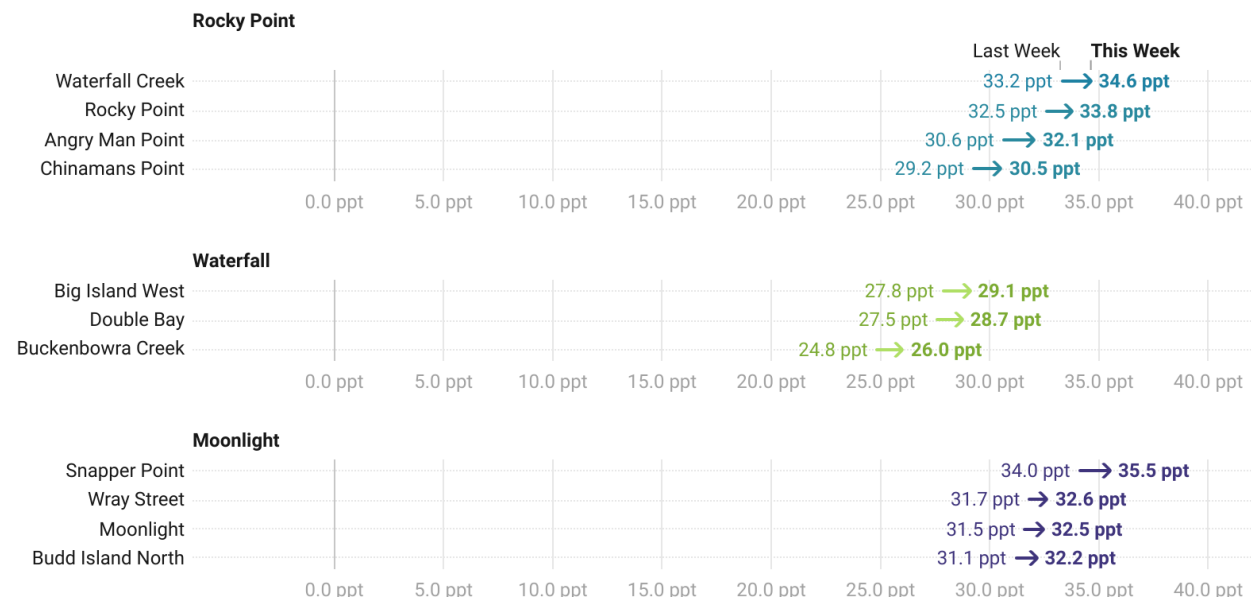 Rocky Point
Last Week This Week
Waterfall Creek 33.2 ppt 34.6 ppt
Rocky Point 32.5 ppt 33.8 ppt
Angry Man Point 30.6 ppt 32.1 ppt
Chinamans Point 29.2 ppt 30.5 ppt
0.0 ppt 5.0 ppt 10.0 ppt 15.0 ppt 20.0 ppt 25.0 ppt 30.0 ppt 35.0 ppt 40.0 ppt
Waterfall
Big Island West 27.8 ppt 29.1 ppt
Double Bay 27.5 ppt 28.7 ppt
Buckenbowra Creek 24.8 ppt 26.0 ppt
0.0 ppt 5.0 ppt 10.0 ppt 15.0 ppt 20.0 ppt 25.0 ppt 30.0 ppt 35.0 ppt 40.0 ppt
Moonlight
Snapper Point 34.0 ppt 35.5 ppt
Wray Street 31.7 ppt 32.6 ppt
Moonlight 31.5 ppt 32.5 ppt
Budd Island North 31.1 ppt 32.2 ppt
0.0 ppt 5.0 ppt 10.0 ppt 15.0 ppt 20.0 ppt 25.0 ppt 30.0 ppt 35.0 ppt 40.0 ppt